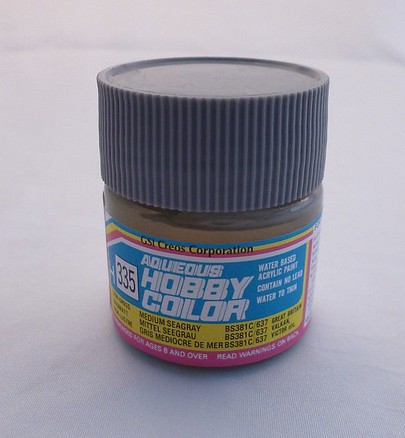 GSI Creos Corporation
AQUEOUS
HOBBY
COLOR
335
WATER BASED
ACRYLIC PAINT
CONTAIN NO LEAD
WATER TO THIN
MEDIUM SEAGRAY BS381C/637 GREAT BRITAIN
MITTEL SEEGRAU BS381C/637
GRIS MEDIOCRE DE MER BS381C/637
FOR AGES 8 AND OVER READ WARNINGS ON BACK